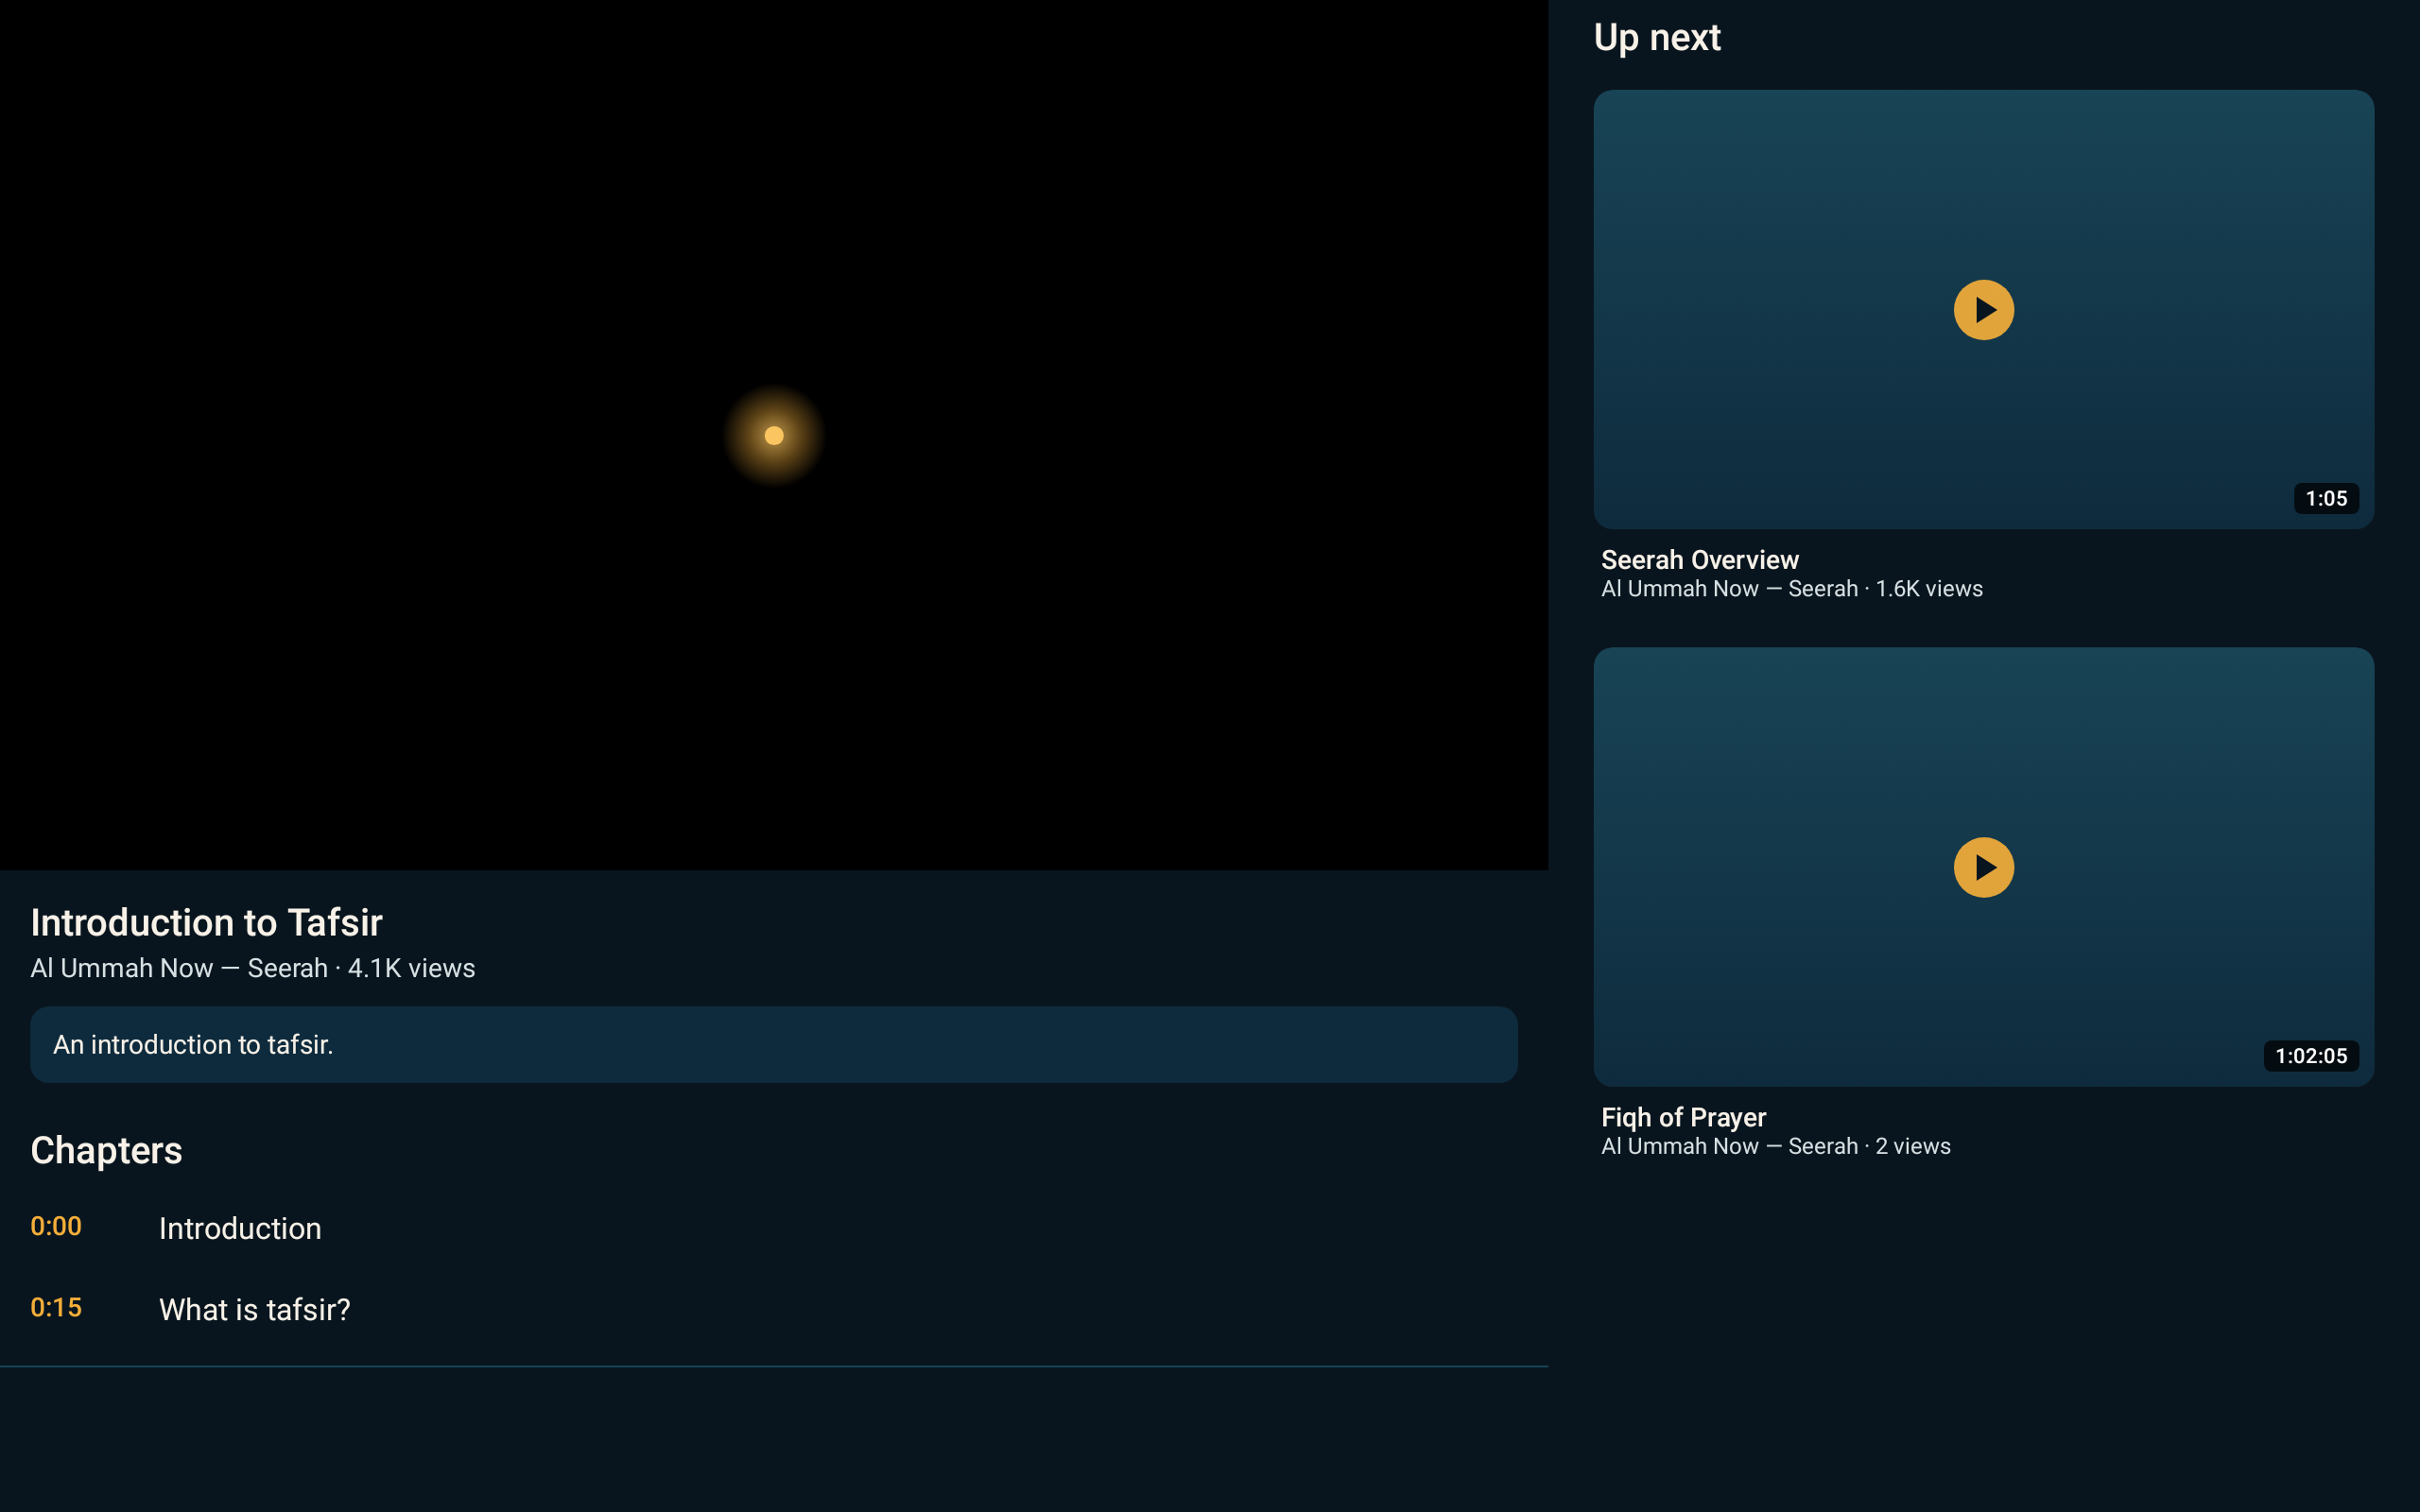 Up next
1:05
Seerah Overview
Al Ummah Now — Seerah · 1.6K views
1:02:05
Fiqh of Prayer
Al Ummah Now — Seerah · 2 views
Introduction to Tafsir
Al Ummah Now — Seerah · 4.1K views
An introduction to tafsir.
Chapters
0:00 Introduction
0:15 What is tafsir?